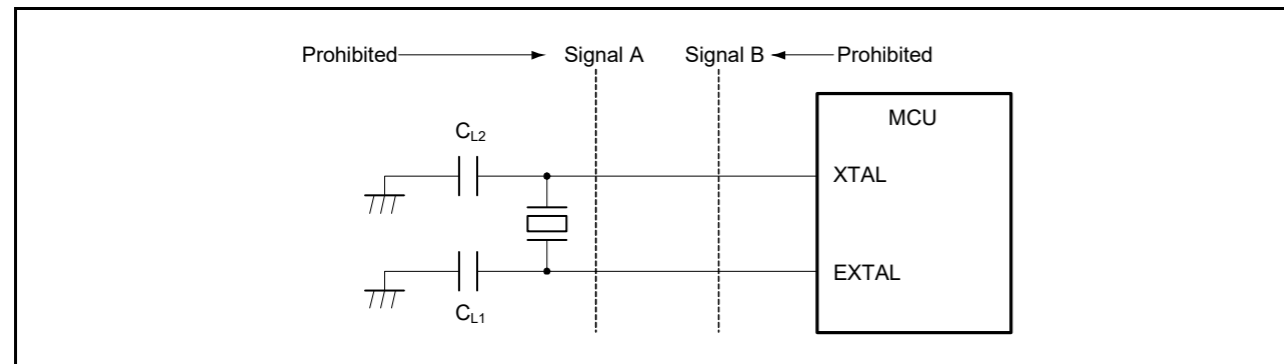 Prohibited Signal A Signal B Prohibited
MCU
CL2
XTAL
EXTAL
CL1